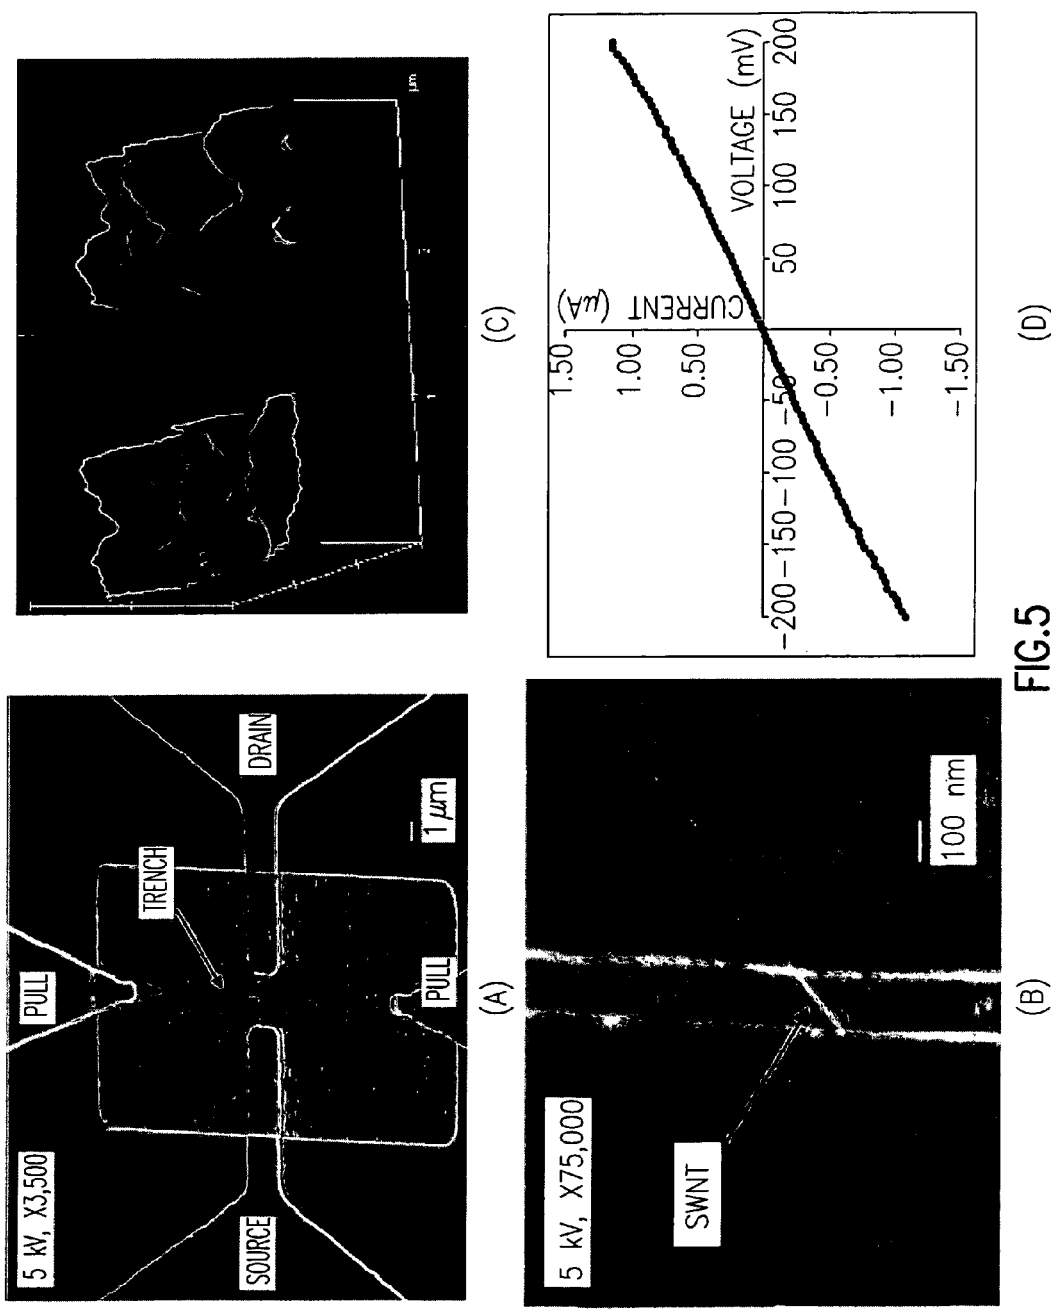 5 kV, X3,500
PULL
TRENCH
SOURCE
DRAIN
PULL
1 μm
(A)
5 kV, X75,000
SWNT
100 nm
(B)
μm
1
2
(C)
CURRENT (μA)
1.50
1.00
0.50
-200
-150
-100
-50
50
100
150
200
VOLTAGE (mV)
-0.50
-1.00
-1.50
(D)
FIG.5